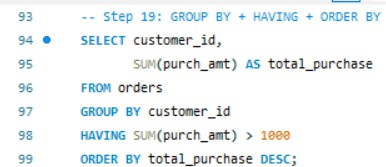 93 -- Step 19: GROUP BY + HAVING + ORDER BY
94 SELECT customer_id,
95 SUM(purch_amt) AS total_purchase
96 FROM orders
97 GROUP BY customer_id
98 HAVING SUM(purch_amt) > 1000
99 ORDER BY total_purchase DESC;